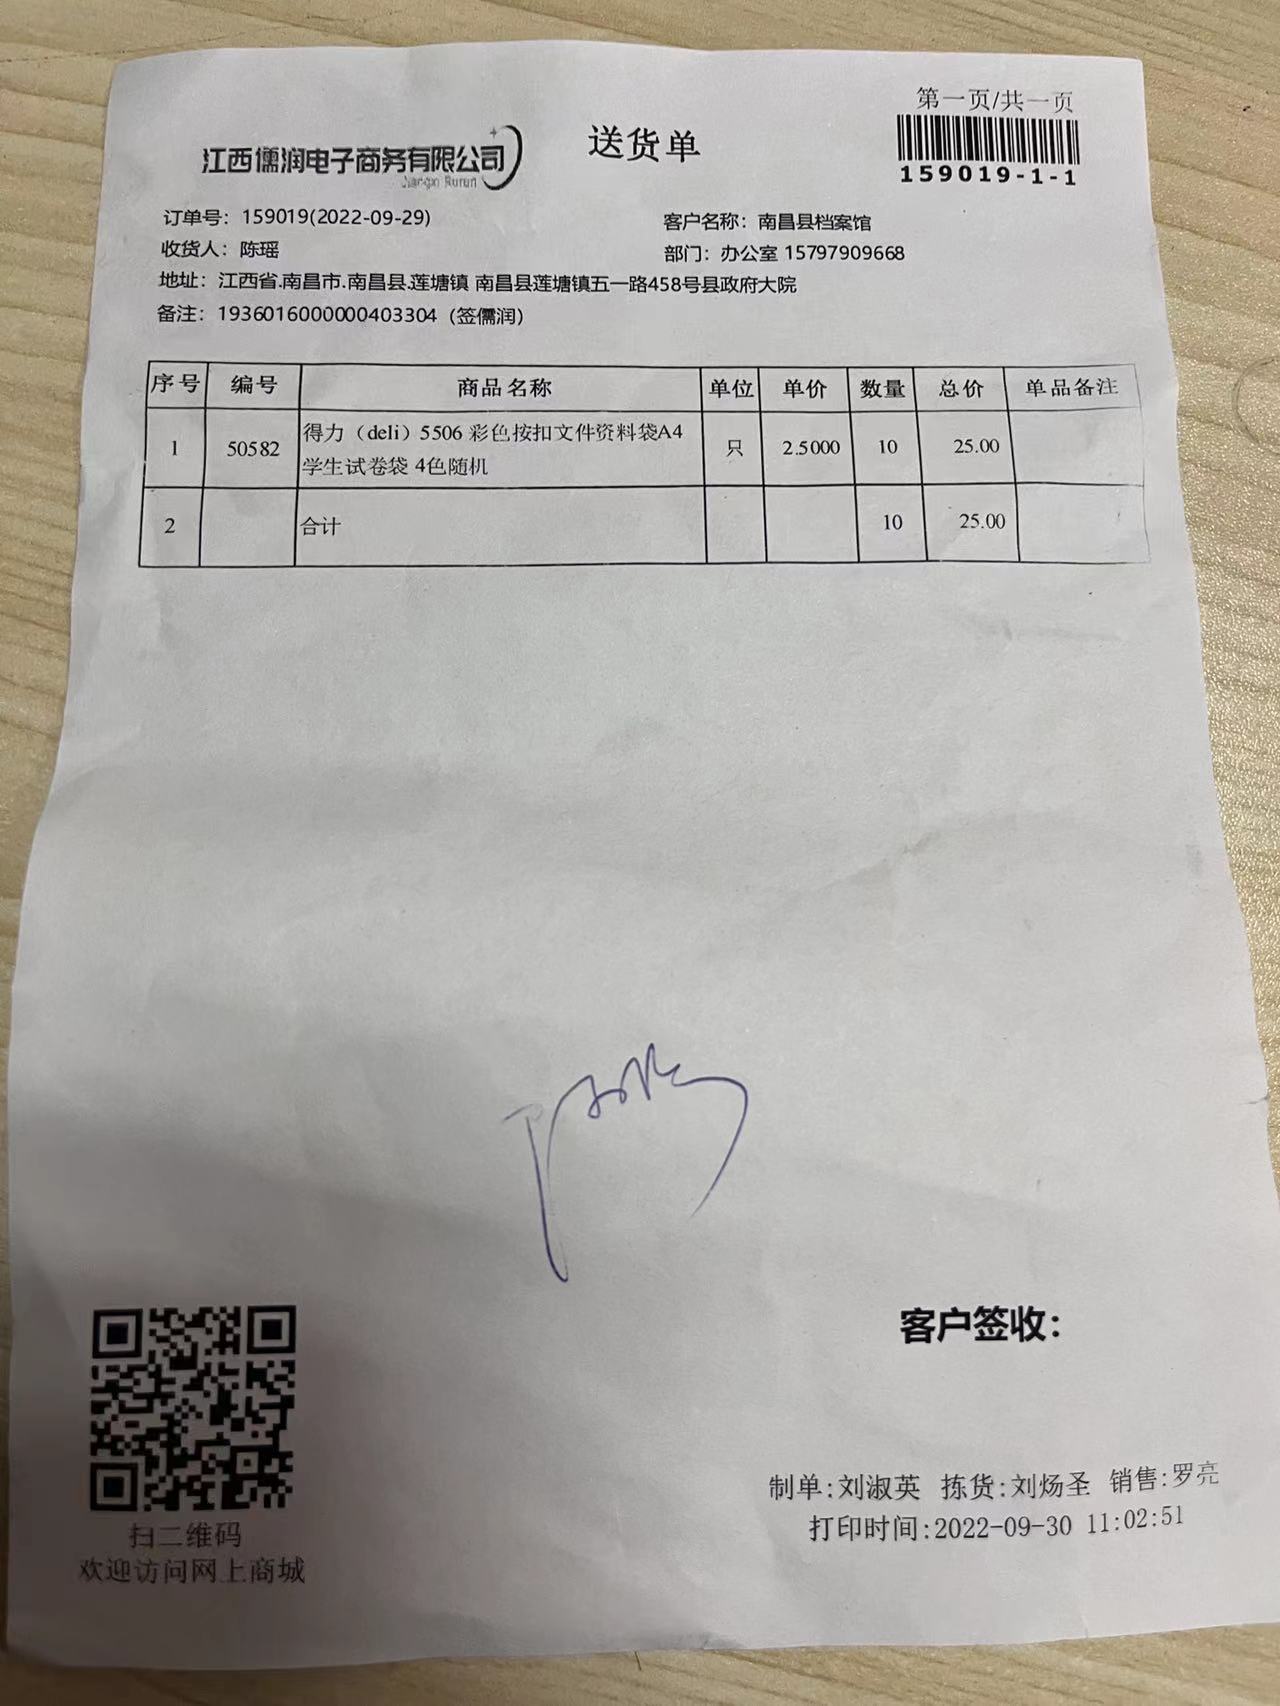 第一页/共一页
江西儒润电子商务有限公司
送货单
159019-1-1
订单号：159019(2022-09-29)
客户名称：南昌县档案馆
收货人：陈瑶
部门：办公室 15797909668
地址：江西省.南昌市.南昌县.莲塘镇 南昌县莲塘镇五一路458号县政府大院
备注：1936016000000403304（签儒润）
序号 编号 商品名称 单位 单价 数量 总价 单品备注
1 50582 得力（deli）5506 彩色按扣文件资料袋A4 只 2.5000 10 25.00
学生试卷袋 4色随机
2 合计 10 25.00
客户签收：
制单:刘淑英 拣货:刘炀圣 销售:罗亮
打印时间:2022-09-30 11:02:51
扫二维码
欢迎访问网上商城